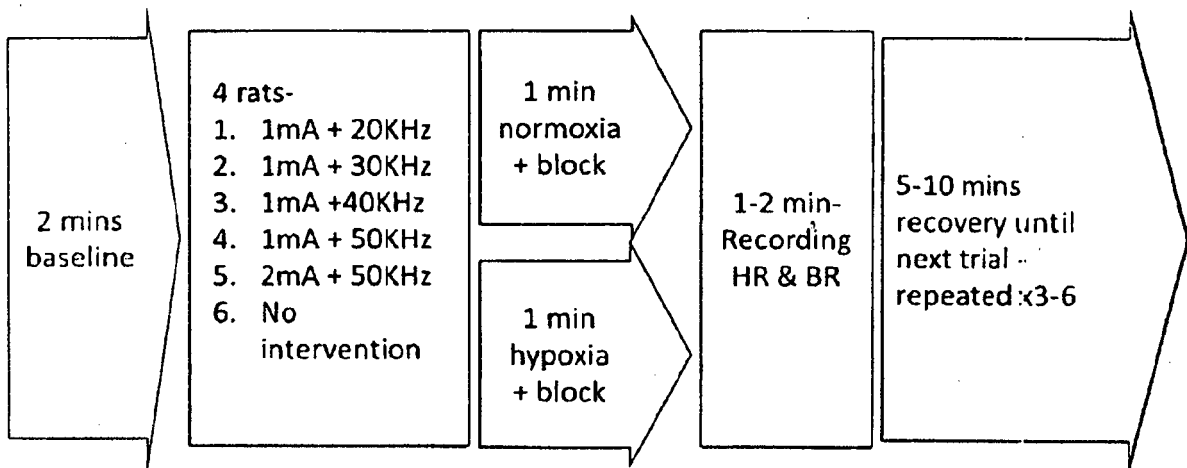 2 mins
baseline
4 rats-
1. 1mA + 20KHz
2. 1mA + 30KHz
3. 1mA +40KHz
4. 1mA + 50KHz
5. 2mA + 50KHz
6. No
intervention
1 min
normoxia
+ block
1 min
hypoxia
+ block
1-2 min-
Recording
HR & BR
5-10 mins
recovery until
next trial -
repeated x3-6